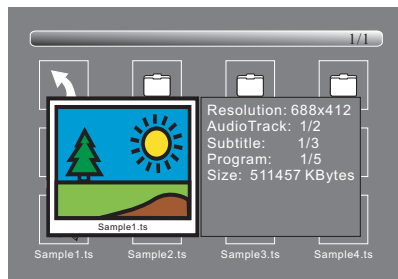 1/1
Resolution: 688x412
AudioTrack: 1/2
Subtitle: 1/3
Program: 1/5
Size: 511457 KBytes
Sample1.ts
Sample1.ts Sample2.ts Sample3.ts Sample4.ts